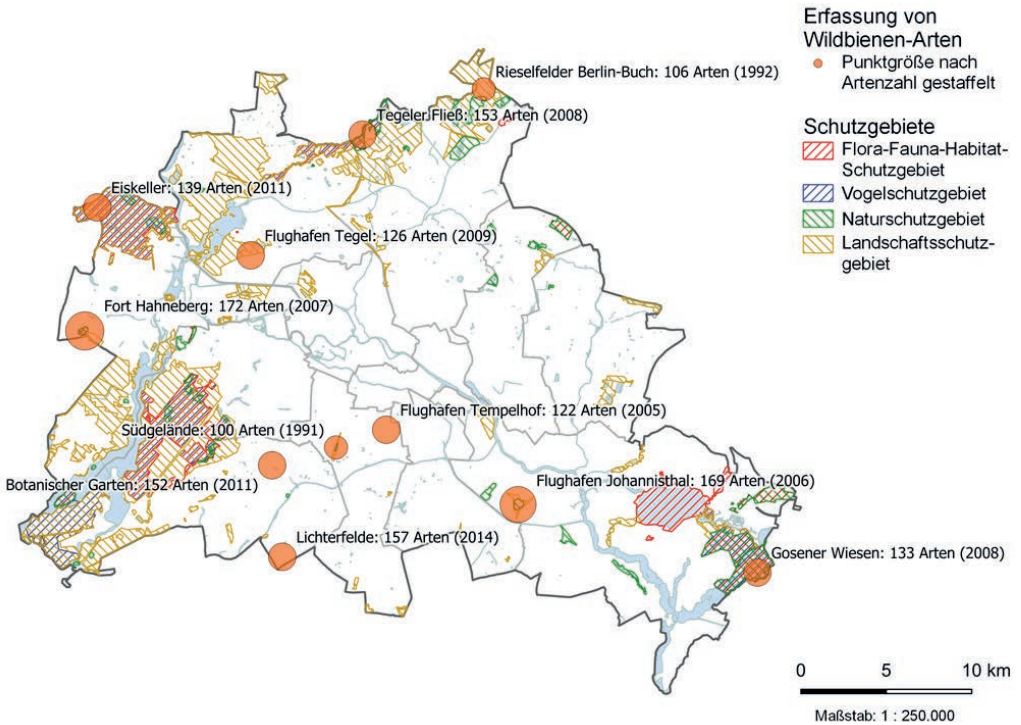 Erfassung von
Wildbienen-Arten
Punktgröße nach
Artenzahl gestaffelt
Schutzgebiete
Flora-Fauna-Habitat-
Schutzgebiet
Vogelschutzgebiet
Naturschutzgebiet
Landschaftsschutz-
gebiet
Rieselfelder Berlin-Buch: 106 Arten (1992)
Tegeler Fließ: 153 Arten (2008)
Eiskeller: 139 Arten (2011)
Flughafen Tegel: 126 Arten (2009)
Fort Hahneberg: 172 Arten (2007)
Flughafen Tempelhof: 122 Arten (2005)
Südgelände: 100 Arten (1991)
Botanischer Garten: 152 Arten (2011)
Flughafen Johannisthal: 169 Arten (2006)
Lichterfelde: 157 Arten (2014)
Gosener Wiesen: 133 Arten (2008)
0 5 10 km
Maßstab: 1 : 250.000